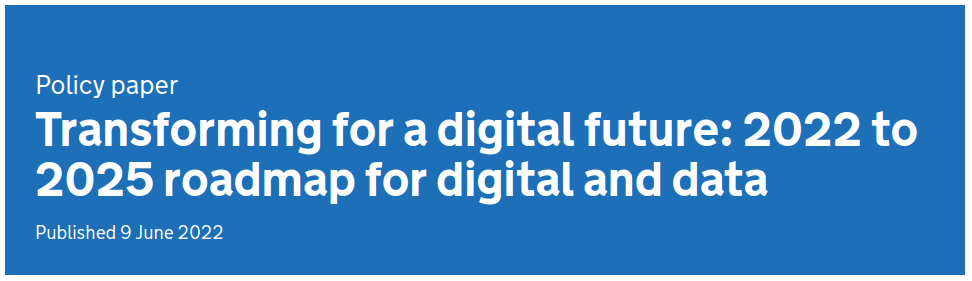 Policy paper
Transforming for a digital future: 2022 to
2025 roadmap for digital and data
Published 9 June 2022